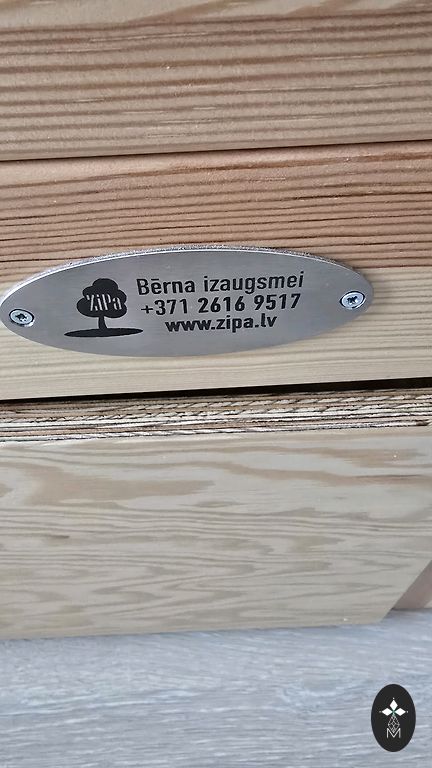 ZiPa
Bērna izaugsmei
+371 2616 9517
www.zipa.lv
M